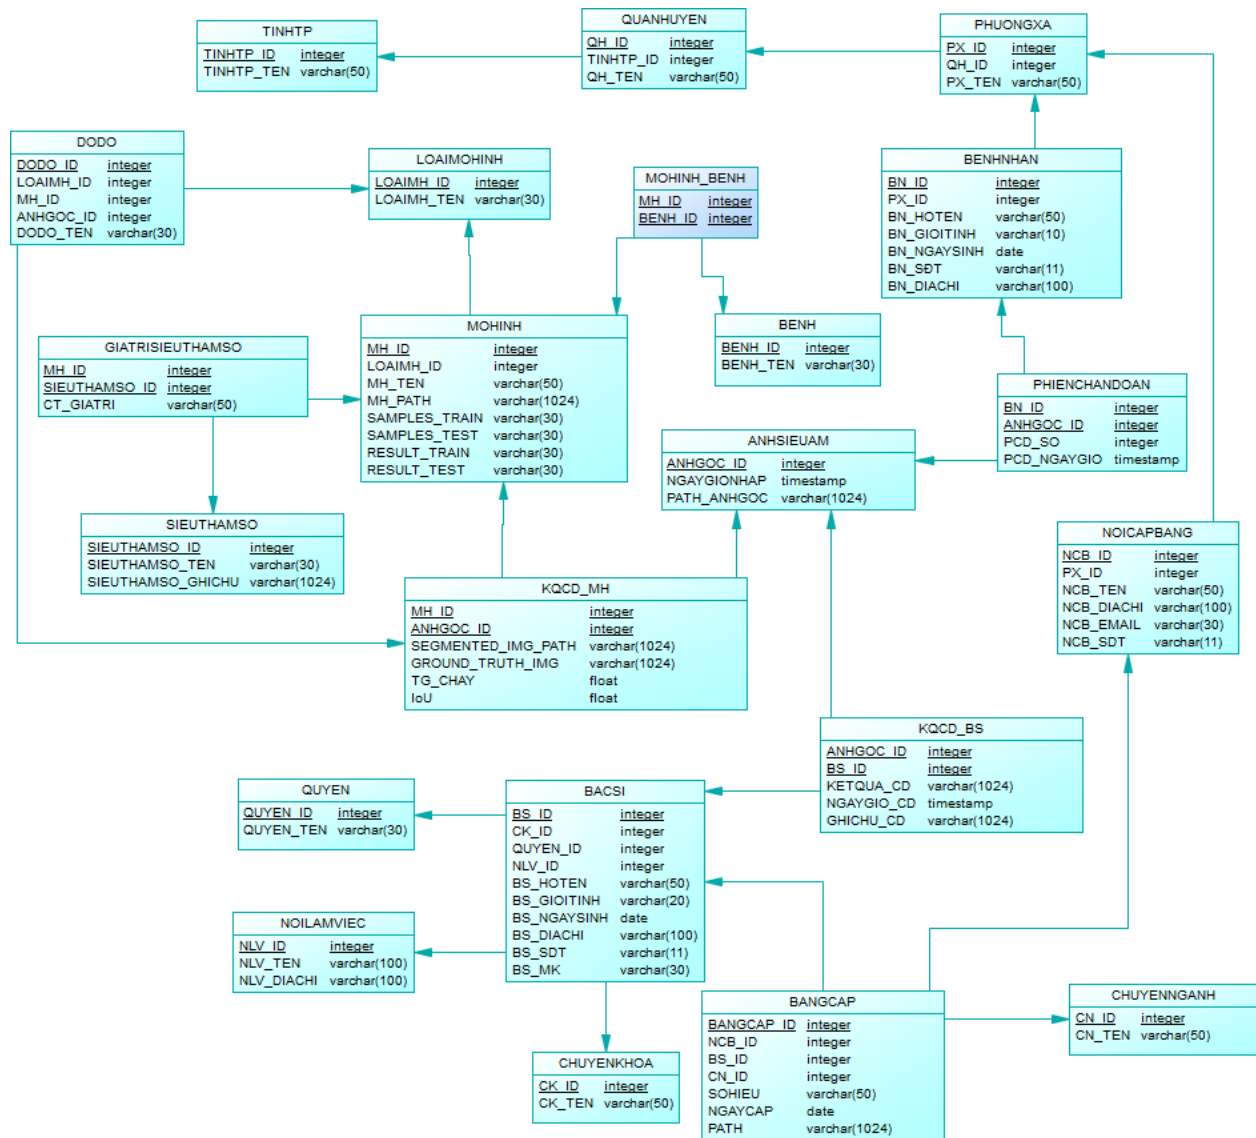 TINHTP
TINHTP_ID integer
TINHTP_TEN varchar(50)
QUANHUYEN
QH_ID integer
TINHTP_ID integer
QH_TEN varchar(50)
PHUONGXA
PX_ID integer
QH_ID integer
PX_TEN varchar(50)
DODO
DODO_ID integer
LOAIMH_ID integer
MH_ID integer
ANHGOC_ID integer
DODO_TEN varchar(30)
LOAIMOHINH
LOAIMH_ID integer
LOAIMH_TEN varchar(30)
MOHINH_BENH
MH_ID integer
BENH_ID integer
BENHNHAN
BN_ID integer
PX_ID integer
BN_HOTEN varchar(50)
BN_GIOITINH varchar(10)
BN_NGAYSINH date
BN_SĐT varchar(11)
BN_DIACHI varchar(100)
GIATRISIEUTHAMSO
MH_ID integer
SIEUTHAMSO_ID integer
CT_GIATRI varchar(50)
MOHINH
MH_ID integer
LOAIMH_ID integer
MH_TEN varchar(50)
MH_PATH varchar(1024)
SAMPLES_TRAIN varchar(30)
SAMPLES_TEST varchar(30)
RESULT_TRAIN varchar(30)
RESULT_TEST varchar(30)
BENH
BENH_ID integer
BENH_TEN varchar(30)
PHIENCHANDOAN
BN_ID integer
ANHGOC_ID integer
PCD_SO integer
PCD_NGAYGIO timestamp
ANHSIEUAM
ANHGOC_ID integer
NGAYGIONHAP timestamp
PATH_ANHGOC varchar(1024)
SIEUTHAMSO
SIEUTHAMSO_ID integer
SIEUTHAMSO_TEN varchar(30)
SIEUTHAMSO_GHICHU varchar(1024)
NOICAPBANG
NCB_ID integer
PX_ID integer
NCB_TEN varchar(50)
NCB_DIACHI varchar(100)
NCB_EMAIL varchar(30)
NCB_SDT varchar(11)
KQCD_MH
MH_ID integer
ANHGOC_ID integer
SEGMENTED_IMG_PATH varchar(1024)
GROUND_TRUTH_IMG varchar(1024)
TG_CHAY float
IoU float
KQCD_BS
ANHGOC_ID integer
BS_ID integer
KETQUA_CD varchar(1024)
NGAYGIO_CD timestamp
GHICHU_CD varchar(1024)
QUYEN
QUYEN_ID integer
QUYEN_TEN varchar(30)
BACSI
BS_ID integer
CK_ID integer
QUYEN_ID integer
NLV_ID integer
BS_HOTEN varchar(50)
BS_GIOITINH varchar(20)
BS_NGAYSINH date
BS_DIACHI varchar(100)
BS_SDT varchar(11)
BS_MK varchar(30)
NOILAMVIEC
NLV_ID integer
NLV_TEN varchar(100)
NLV_DIACHI varchar(100)
BANGCAP
BANGCAP_ID integer
NCB_ID integer
BS_ID integer
CN_ID integer
SOHIEU varchar(50)
NGAYCAP date
PATH varchar(1024)
CHUYENNGANH
CN_ID integer
CN_TEN varchar(50)
CHUYENKHOA
CK_ID integer
CK_TEN varchar(50)